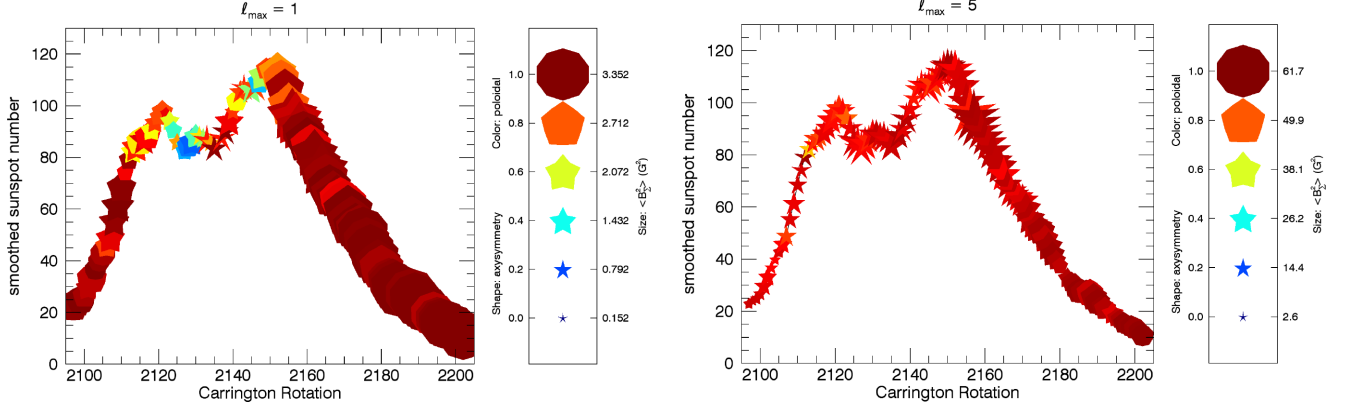 ℓmax = 1
smoothed sunspot number
120
100
80
60
40
20
0
2100 2120 2140 2160 2180 2200
Carrington Rotation
Color: poloidal
Shape: axysymmetry
1.0 3.352
0.8 2.712
0.6 2.072
0.4 1.432
0.2 0.792
0.0 0.152
Size: <B²Σ> (G²)
ℓmax = 5
smoothed sunspot number
120
100
80
60
40
20
0
2100 2120 2140 2160 2180 2200
Carrington Rotation
Color: poloidal
Shape: axysymmetry
1.0 61.7
0.8 49.9
0.6 38.1
0.4 26.2
0.2 14.4
0.0 2.6
Size: <B²Σ> (G²)